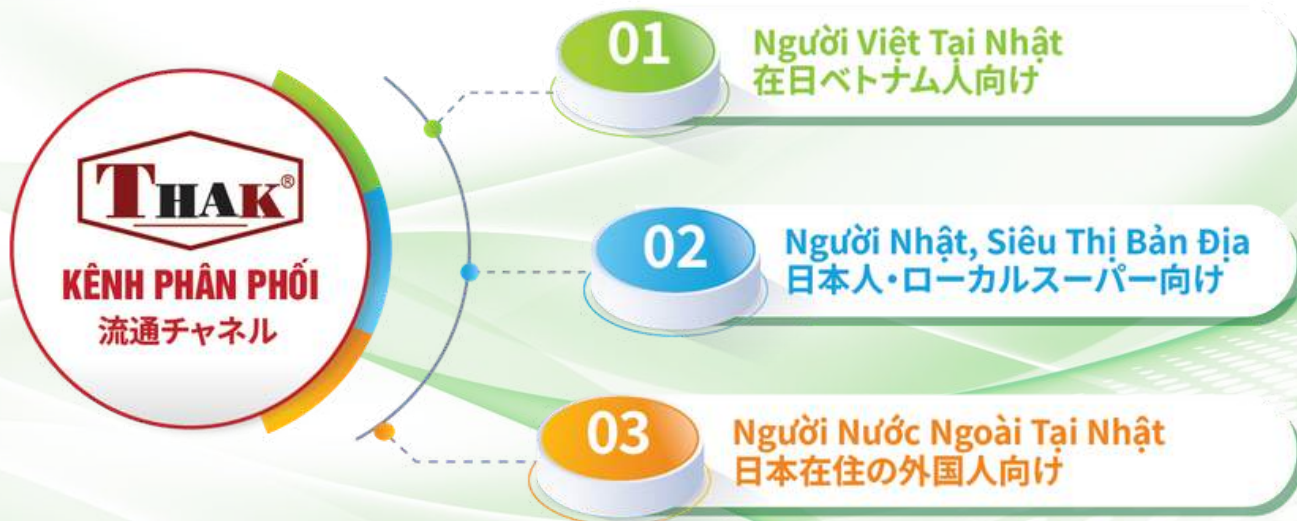 THAK®
KÊNH PHÂN PHỐI
流通チャネル
01
Người Việt Tại Nhật
在日ベトナム人向け
02
Người Nhật, Siêu Thị Bản Địa
日本人・ローカルスーパー向け
03
Người Nước Ngoài Tại Nhật
日本在住の外国人向け